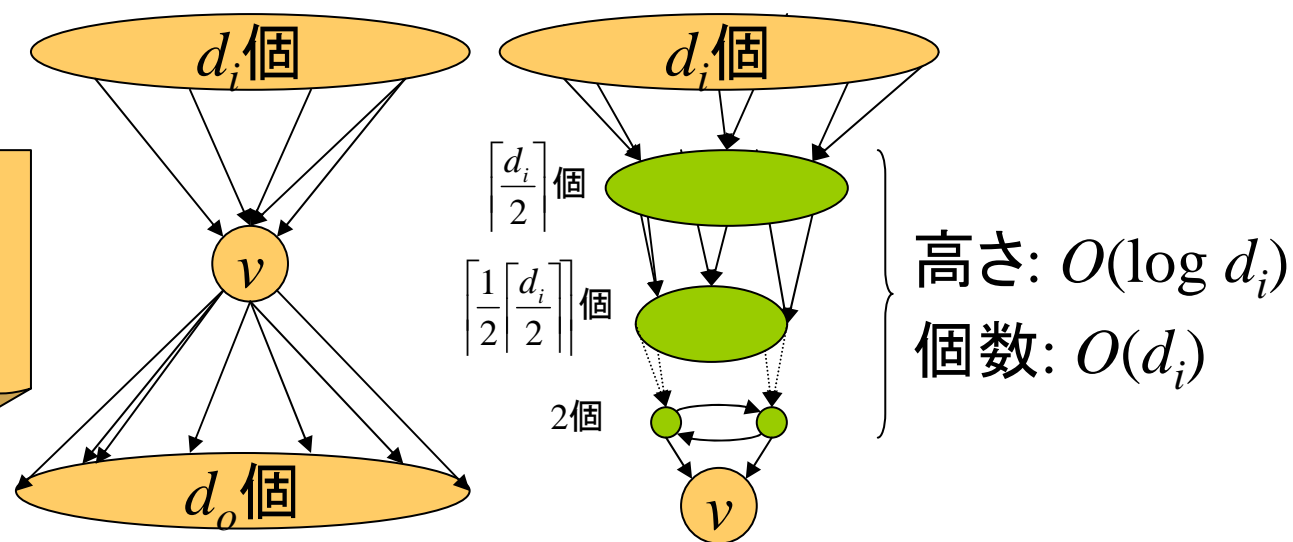 d_i個
v
d_o個
d_i個
⌈d_i/2⌉個
⌈1/2⌈d_i/2⌉⌉個
2個
v
高さ: O(log d_i)
個数: O(d_i)